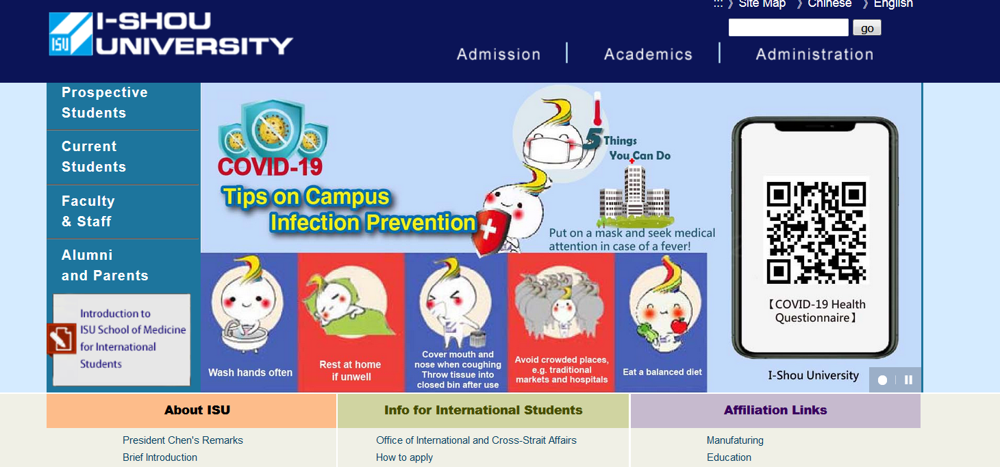 ::: 》 Site Map 》 Chinese 》 English
I-SHOU
UNIVERSITY
ISU
go
Admission
Academics
Administration
Prospective
Students
Current
Students
Faculty
& Staff
Alumni
and Parents
Introduction to
ISU School of Medicine
for International
Students
COVID-19
Tips on Campus
Infection Prevention
5 Things
You Can Do
Put on a mask and seek medical
attention in case of a fever!
Wash hands often
Rest at home
if unwell
Cover mouth and
nose when coughing
Throw tissue into
closed bin after use
Avoid crowded places,
e.g. traditional
markets and hospitals
Eat a balanced diet
【COVID-19 Health
Questionnaire】
I-Shou University
About ISU
President Chen's Remarks
Brief Introduction
Info for International Students
Office of International and Cross-Strait Affairs
How to apply
Affiliation Links
Manufaturing
Education